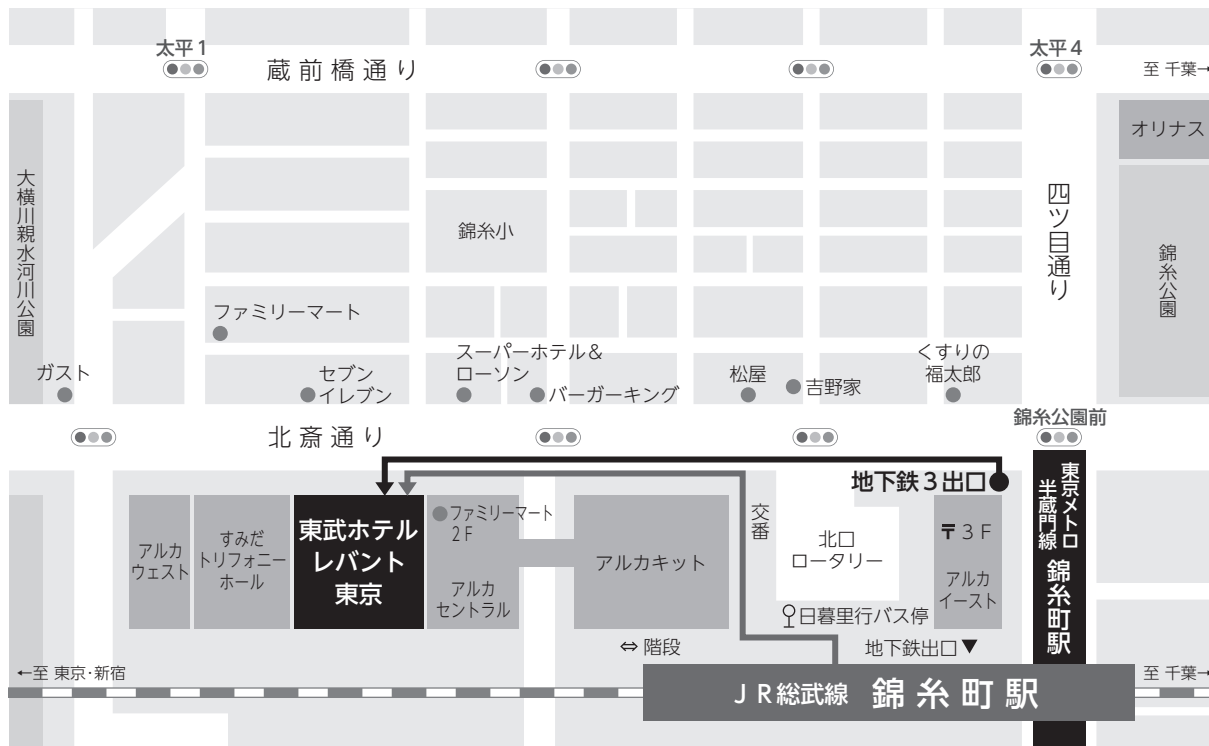 太平1
蔵前橋通り
太平4
至 千葉→
オリナス
大横川親水河川公園
四ツ目通り
錦糸小
錦糸公園
ファミリーマート
ガスト
セブン
イレブン
スーパーホテル＆
ローソン
バーガーキング
松屋
吉野家
くすりの
福太郎
北斎通り
錦糸公園前
地下鉄3出口
東京メトロ
半蔵門線
錦糸町駅
アルカ
ウェスト
すみだ
トリフォニー
ホール
東武ホテル
レバント
東京
ファミリーマート
2F
アルカ
セントラル
アルカキット
交番
北口
ロータリー
〒3F
アルカ
イースト
日暮里行バス停
⇔ 階段
地下鉄出口▼
←至 東京・新宿
至 千葉→
JR総武線 錦糸町駅